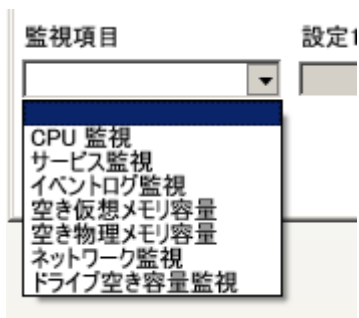 監視項目 設定1
CPU 監視
サービス監視
イベントログ監視
空き仮想メモリ容量
空き物理メモリ容量
ネットワーク監視
ドライブ空き容量監視